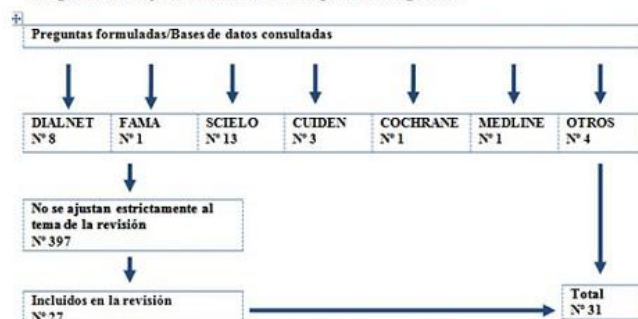 Preguntas formuladas/Bases de datos consultadas
DIALNET
Nº 8
FAMA
Nº 1
SCIELO
Nº 13
CUIDEN
Nº 3
COCHRANE
Nº 1
MEDLINE
Nº 1
OTROS
Nº 4
No se ajustan estrictamente al
tema de la revisión
Nº 397
Incluidos en la revisión
Nº 27
Total
Nº 31